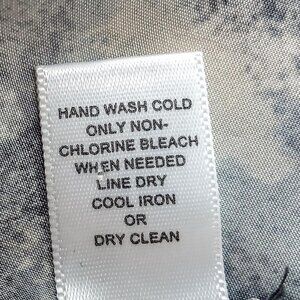 HAND WASH COLD
ONLY NON-
CHLORINE BLEACH
WHEN NEEDED
LINE DRY
COOL IRON
OR
DRY CLEAN